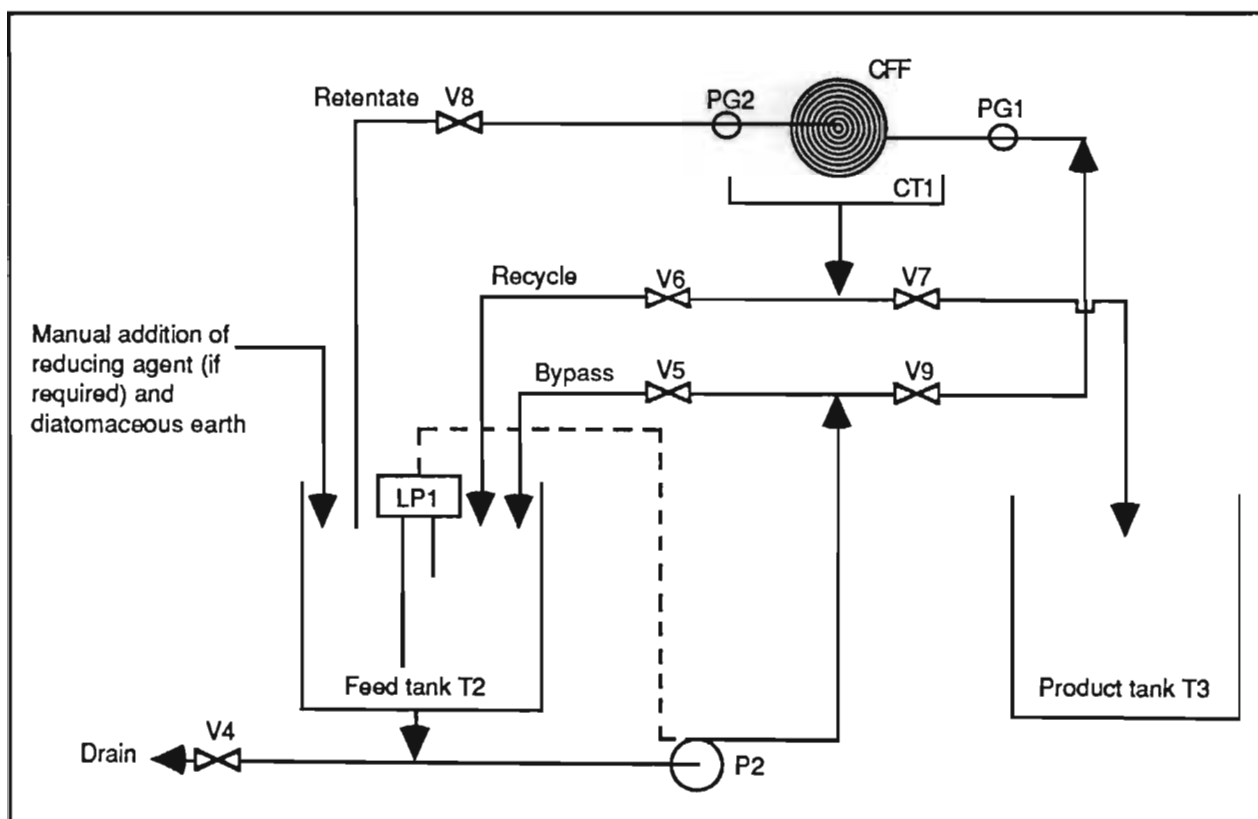 CFF
Retentate
V8
PG2
PG1
CT1
Recycle
V6
V7
Manual addition of
reducing agent (if
required) and
diatomaceous earth
Bypass
V5
V9
LP1
Feed tank T2
Product tank T3
V4
Drain
P2